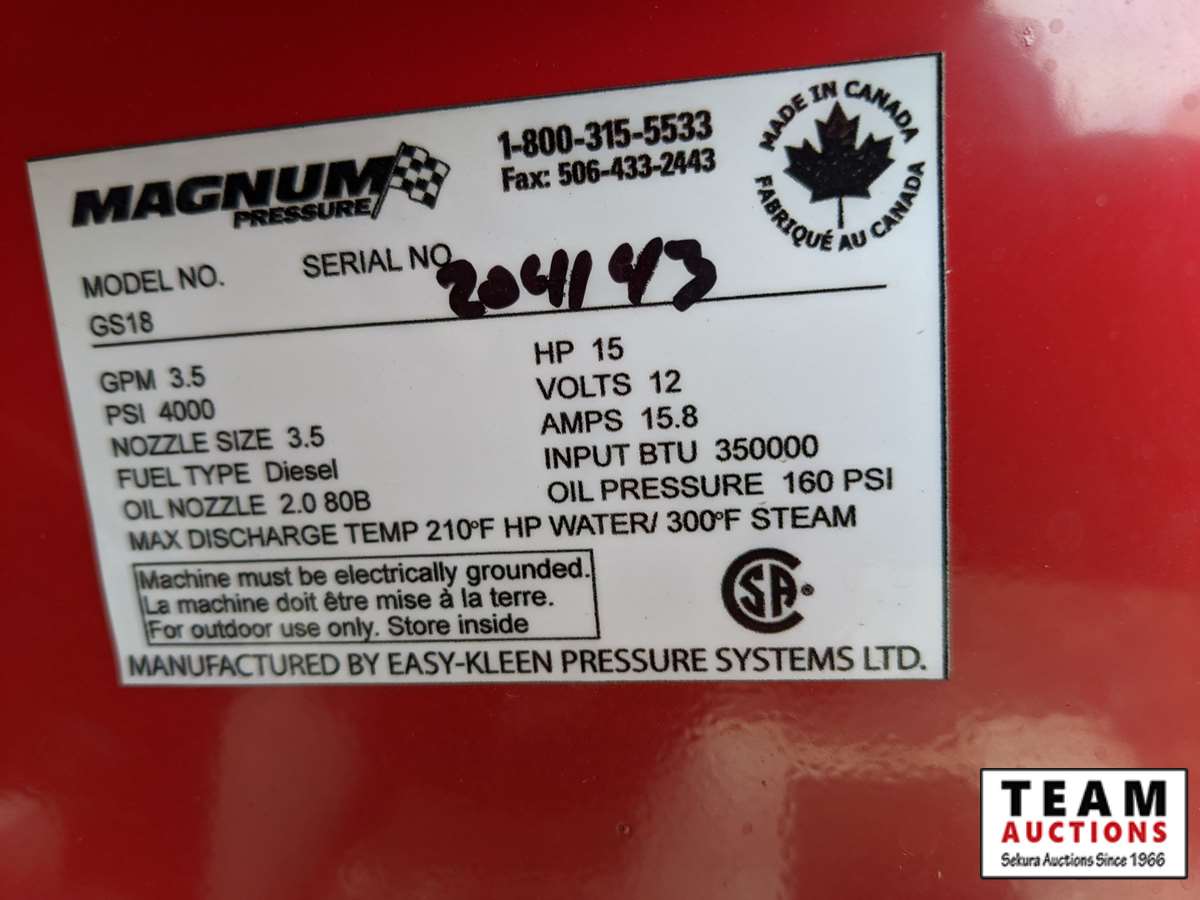 MAGNUM
PRESSURE
1-800-315-5533
Fax: 506-433-2443
MADE IN CANADA
FABRIQUÉ AU CANADA
MODEL NO. SERIAL NO. 2041143
GS18
GPM 3.5
PSI 4000
NOZZLE SIZE 3.5
FUEL TYPE Diesel
OIL NOZZLE 2.0 80B
HP 15
VOLTS 12
AMPS 15.8
INPUT BTU 350000
OIL PRESSURE 160 PSI
MAX DISCHARGE TEMP 210°F HP WATER/ 300°F STEAM
Machine must be electrically grounded.
La machine doit être mise à la terre.
For outdoor use only. Store inside
SA®
MANUFACTURED BY EASY-KLEEN PRESSURE SYSTEMS LTD.
TEAM
AUCTIONS
Sekura Auctions Since 1966